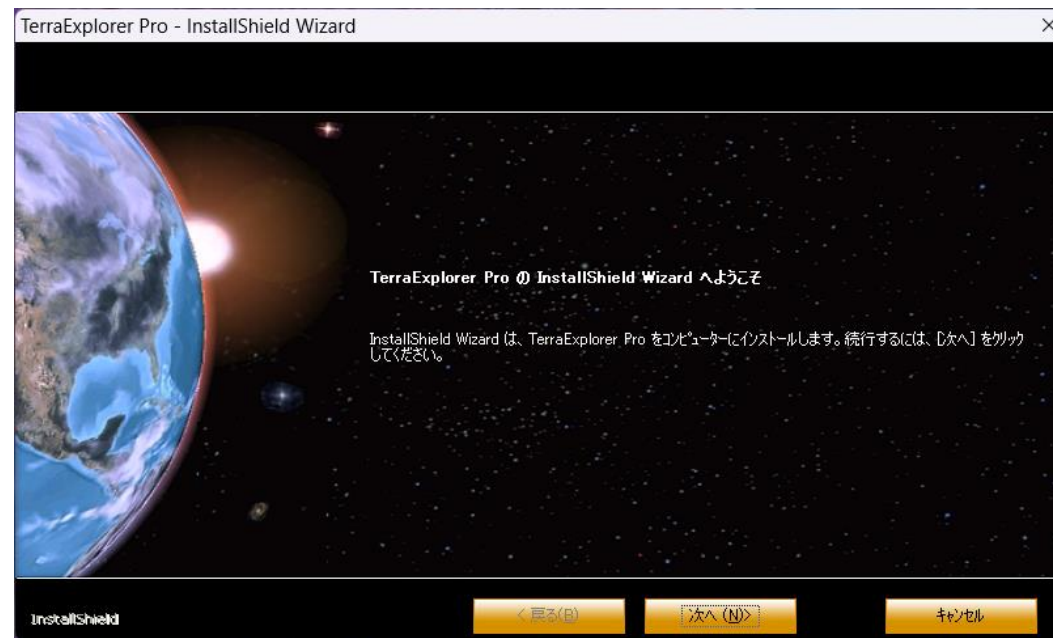 TerraExplorer Pro - InstallShield Wizard
TerraExplorer Pro の InstallShield Wizard へようこそ
InstallShield Wizard は、TerraExplorer Pro をコンピューターにインストールします。続行するには、[次へ] をクリック
してください。
InstallShield
< 戻る(B)
次へ (N)>
キャンセル